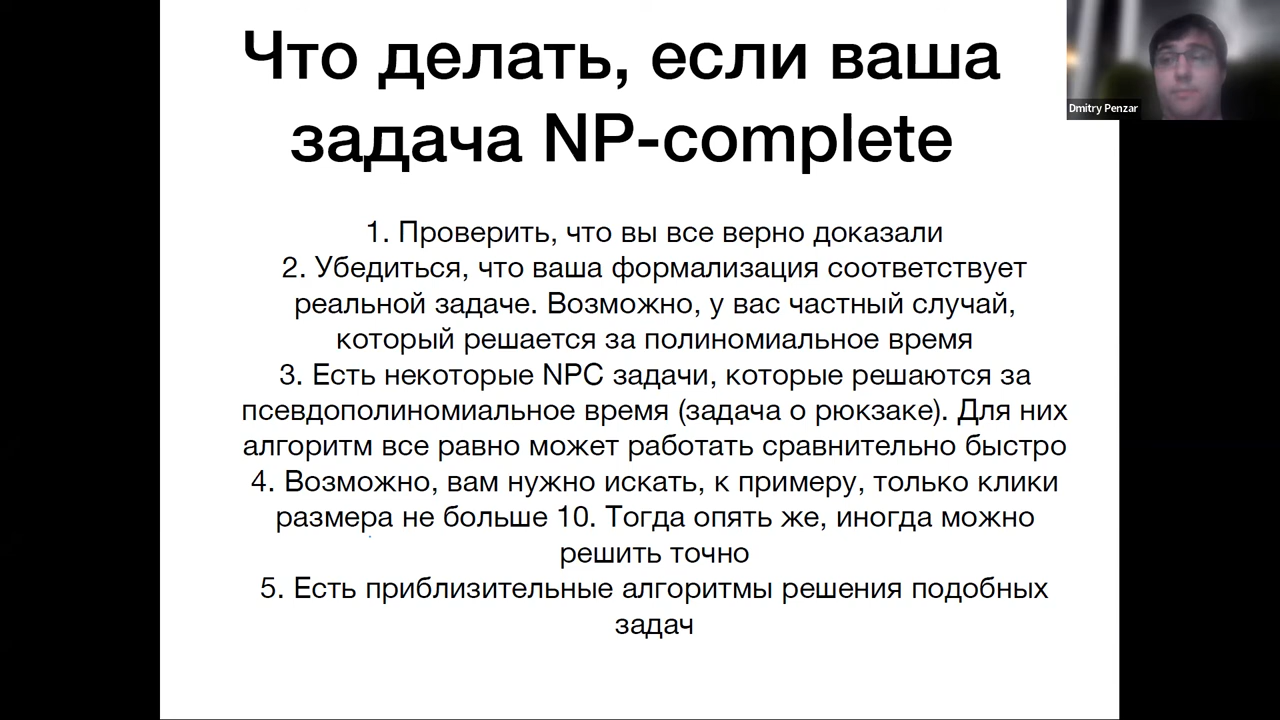 Что делать, если ваша
задача NP-complete
Dmitry Penzar
1. Проверить, что вы все верно доказали
2. Убедиться, что ваша формализация соответствует
реальной задаче. Возможно, у вас частный случай,
который решается за полиномиальное время
3. Есть некоторые NPC задачи, которые решаются за
псевдополиномиальное время (задача о рюкзаке). Для них
алгоритм все равно может работать сравнительно быстро
4. Возможно, вам нужно искать, к примеру, только клики
размера не больше 10. Тогда опять же, иногда можно
решить точно
5. Есть приблизительные алгоритмы решения подобных
задач